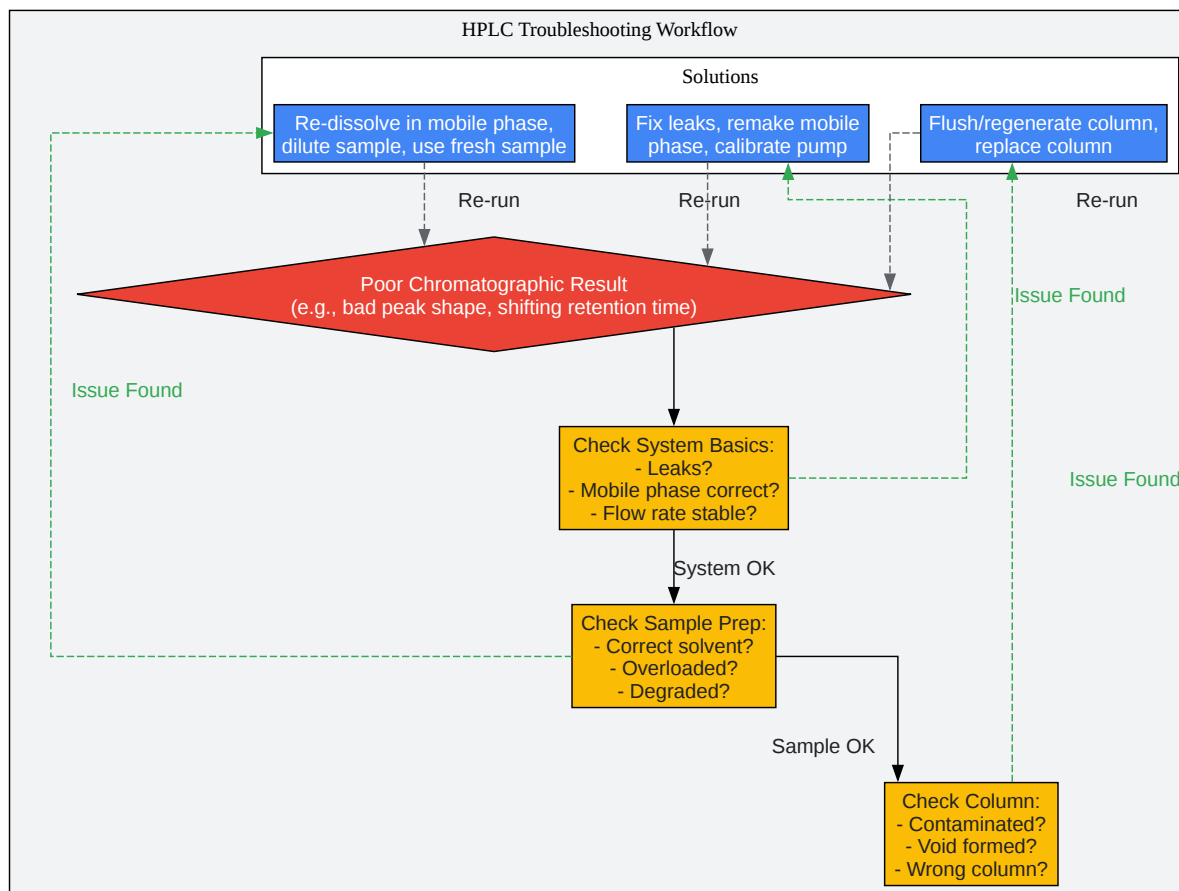 HPLC Troubleshooting Workflow
Solutions
Re-dissolve in mobile phase,
dilute sample, use fresh sample
Fix leaks, remake mobile
phase, calibrate pump
Flush/regenerate column,
replace column
Re-run
Re-run
Re-run
Poor Chromatographic Result
(e.g., bad peak shape, shifting retention time)
Issue Found
Issue Found
Check System Basics:
- Leaks?
- Mobile phase correct?
- Flow rate stable?
Issue Found
System OK
Check Sample Prep:
- Correct solvent?
- Overloaded?
- Degraded?
Sample OK
Check Column:
- Contaminated?
- Void formed?
- Wrong column?